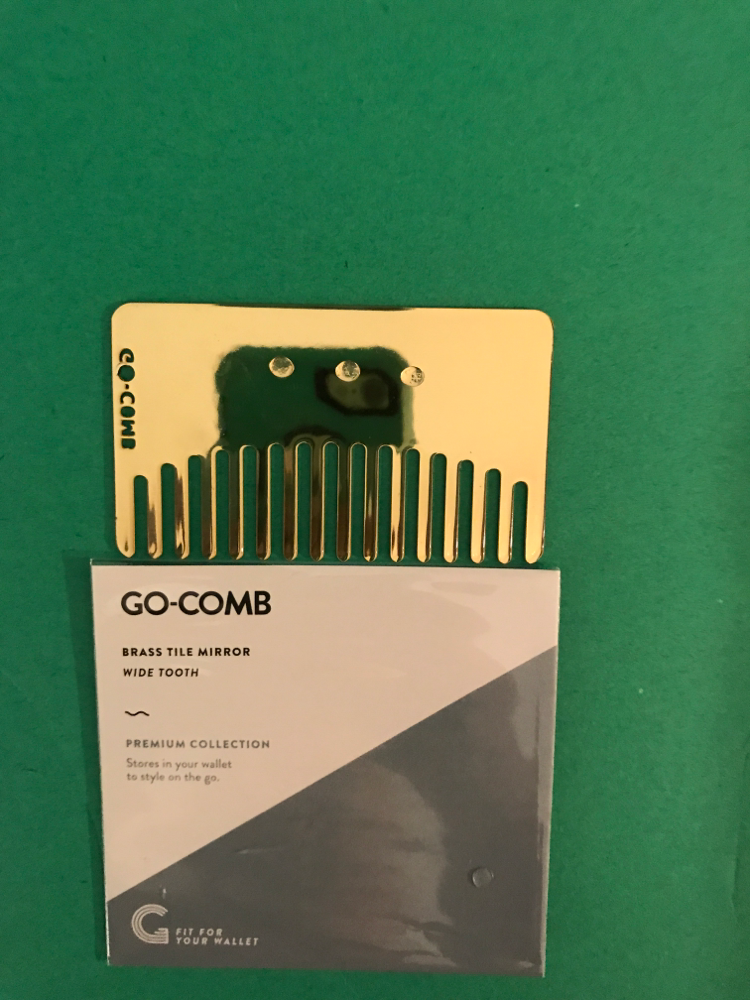 GO-COMB
GO-COMB
BRASS TILE MIRROR
WIDE TOOTH
PREMIUM COLLECTION
Stores in your wallet
to style on the go.
G
FIT FOR
YOUR WALLET